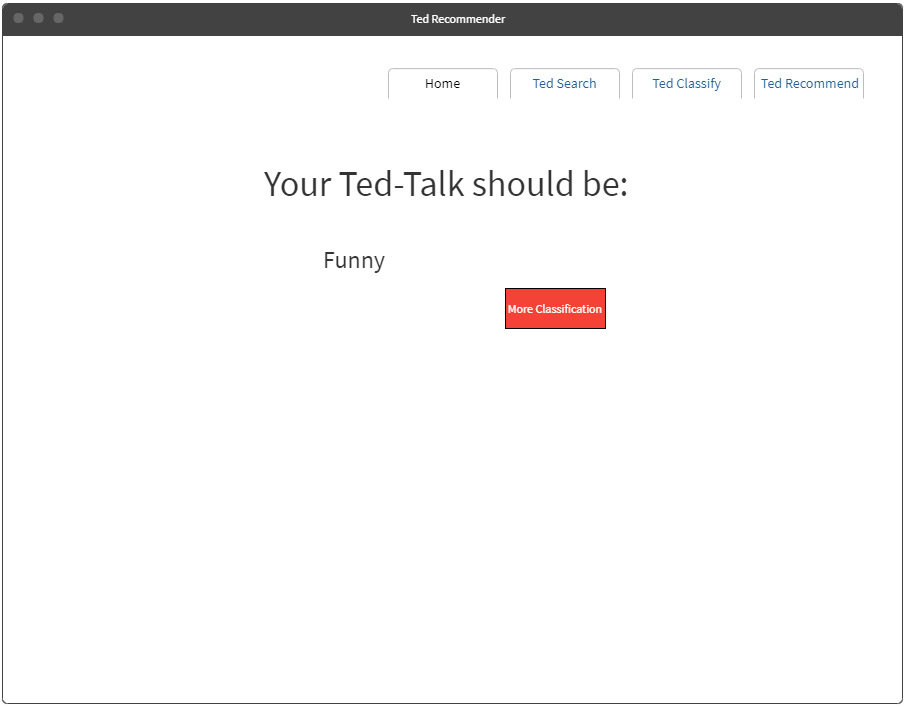 Ted Recommender
Home Ted Search Ted Classify Ted Recommend
Your Ted-Talk should be:
Funny
More Classification